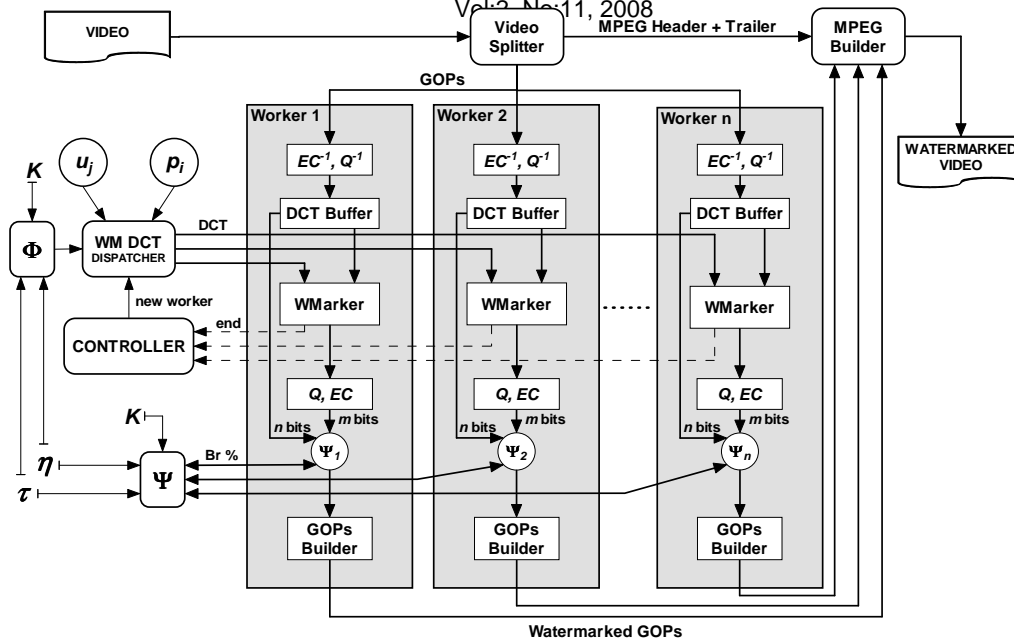 Vol:2, No:11, 2008
VIDEO
Video
Splitter
MPEG Header + Trailer
MPEG
Builder
GOPs
Worker 1
Worker 2
Worker n
WATERMARKED
VIDEO
EC⁻¹, Q⁻¹
EC⁻¹, Q⁻¹
EC⁻¹, Q⁻¹
K
u_j
p_i
DCT Buffer
DCT Buffer
DCT Buffer
Φ
WM DCT
DISPATCHER
DCT
WMarker
WMarker
......
WMarker
new worker
end
CONTROLLER
Q, EC
Q, EC
Q, EC
K
n bits
m bits
n bits
m bits
n bits
m bits
η
τ
Ψ
Br %
Ψ₁
Ψ₂
Ψₙ
GOPs
Builder
GOPs
Builder
GOPs
Builder
Watermarked GOPs